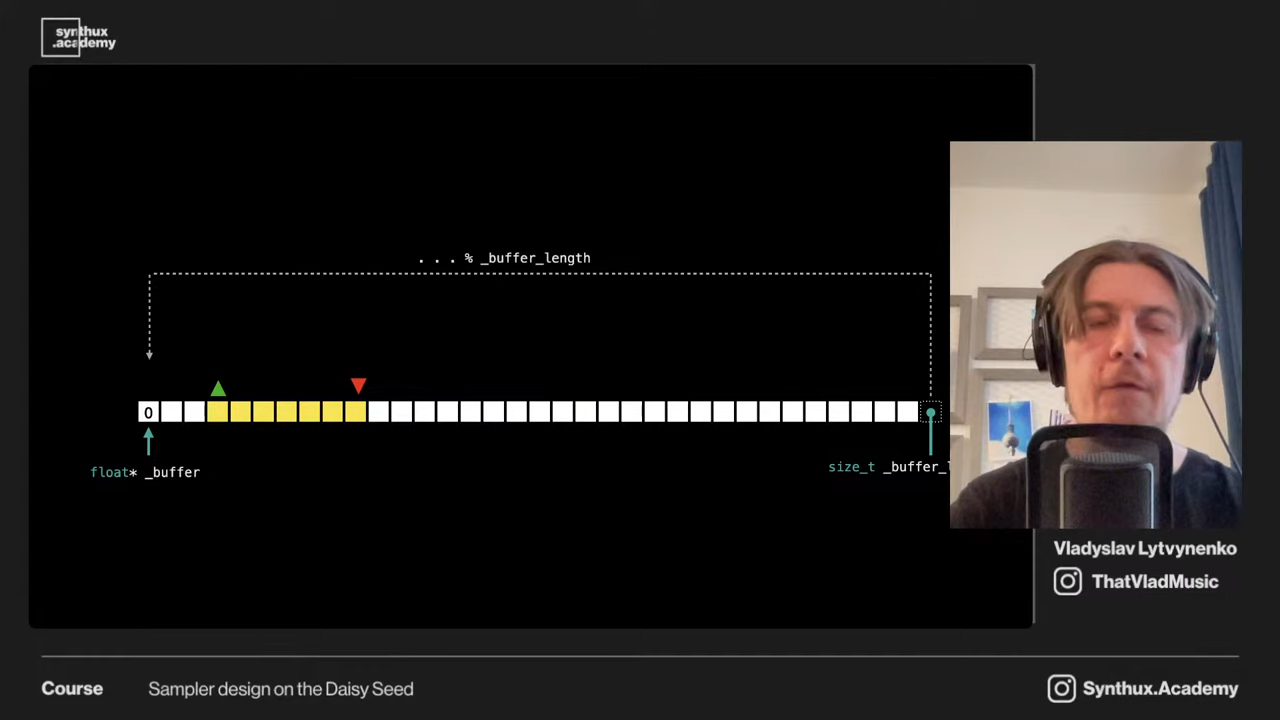 synthux
.academy
. . . % _buffer_length
0
float* _buffer
size_t _buffer_l
Vladyslav Lytvynenko
ThatVladMusic
Course Sampler design on the Daisy Seed
Synthux.Academy